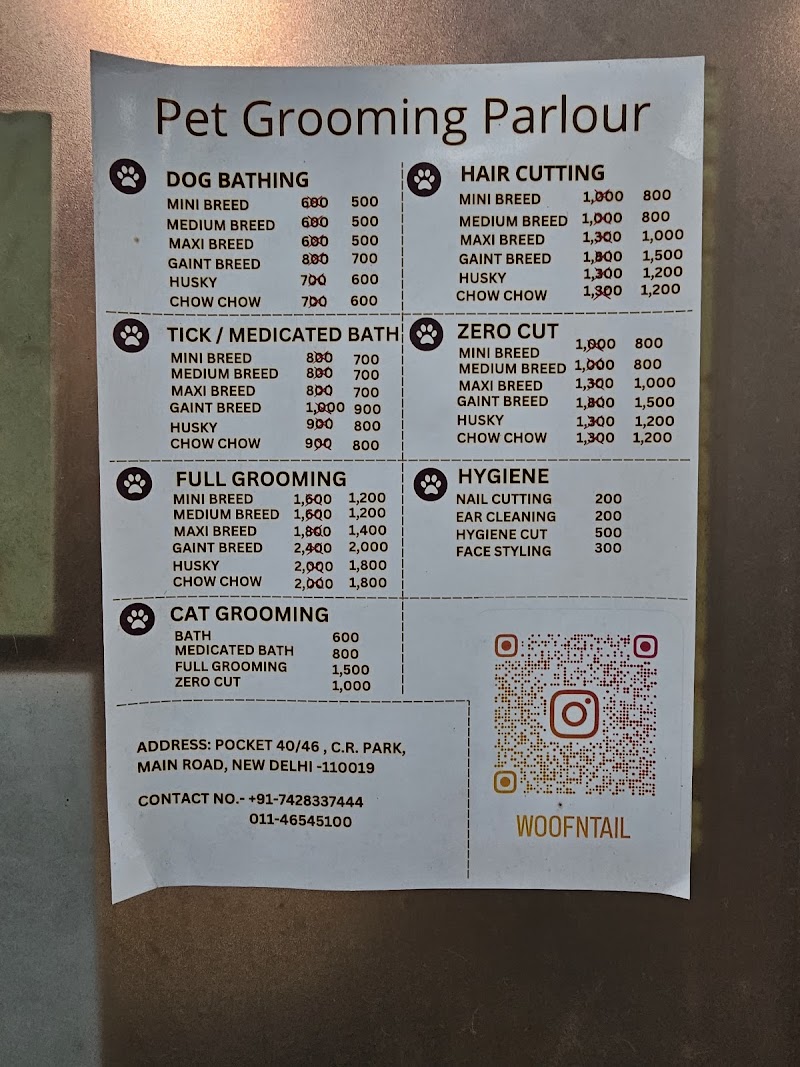 Pet Grooming Parlour
DOG BATHING
MINI BREED 600 500
MEDIUM BREED 600 500
MAXI BREED 600 500
GAINT BREED 800 700
HUSKY 700 600
CHOW CHOW 700 600
HAIR CUTTING
MINI BREED 1,000 800
MEDIUM BREED 1,000 800
MAXI BREED 1,300 1,000
GAINT BREED 1,800 1,500
HUSKY 1,300 1,200
CHOW CHOW 1,300 1,200
TICK / MEDICATED BATH
MINI BREED 800 700
MEDIUM BREED 800 700
MAXI BREED 800 700
GAINT BREED 1,000 900
HUSKY 900 800
CHOW CHOW 900 800
ZERO CUT
MINI BREED 1,000 800
MEDIUM BREED 1,000 800
MAXI BREED 1,300 1,000
GAINT BREED 1,800 1,500
HUSKY 1,300 1,200
CHOW CHOW 1,300 1,200
FULL GROOMING
MINI BREED 1,600 1,200
MEDIUM BREED 1,600 1,200
MAXI BREED 1,800 1,400
GAINT BREED 2,400 2,000
HUSKY 2,000 1,800
CHOW CHOW 2,000 1,800
HYGIENE
NAIL CUTTING 200
EAR CLEANING 200
HYGIENE CUT 500
FACE STYLING 300
CAT GROOMING
BATH 600
MEDICATED BATH 800
FULL GROOMING 1,500
ZERO CUT 1,000
ADDRESS: POCKET 40/46 , C.R. PARK,
MAIN ROAD, NEW DELHI -110019
CONTACT NO.- +91-7428337444
011-46545100
WOOFNTAIL